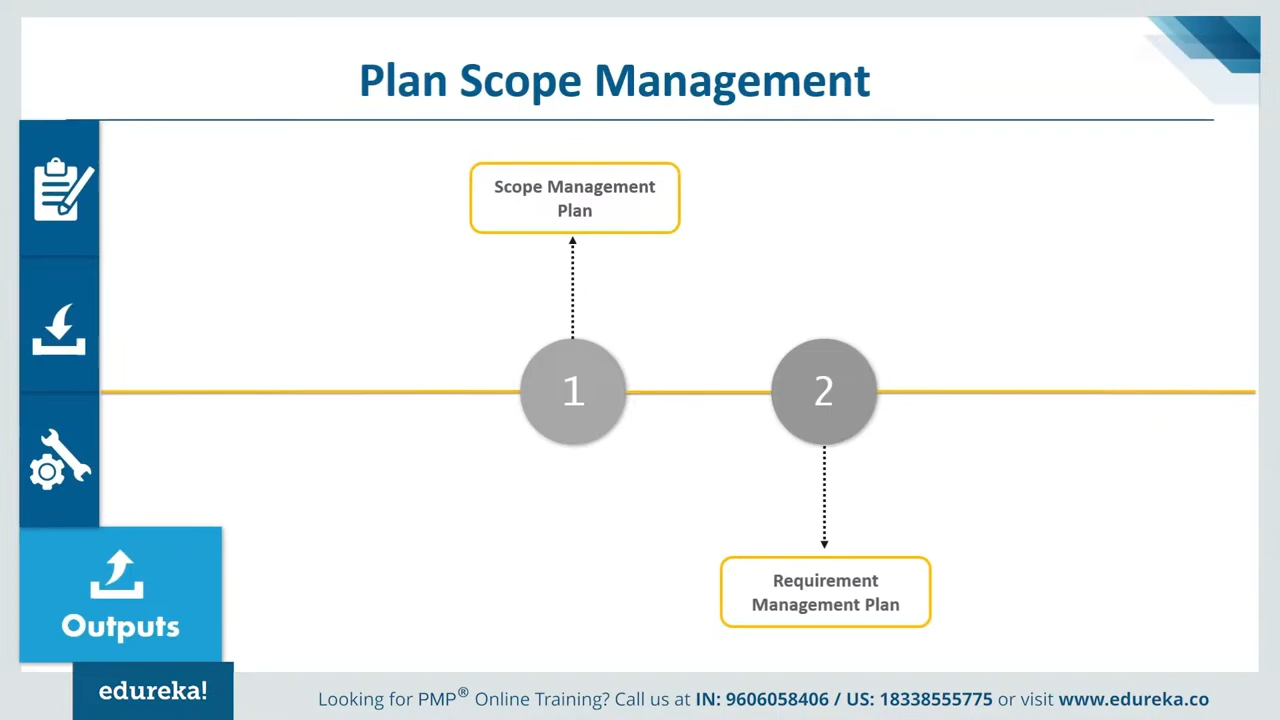 Plan Scope Management
Scope Management
Plan
1
2
Requirement
Management Plan
Outputs
edureka!
Looking for PMP® Online Training? Call us at IN: 9606058406 / US: 18338555775 or visit www.edureka.co